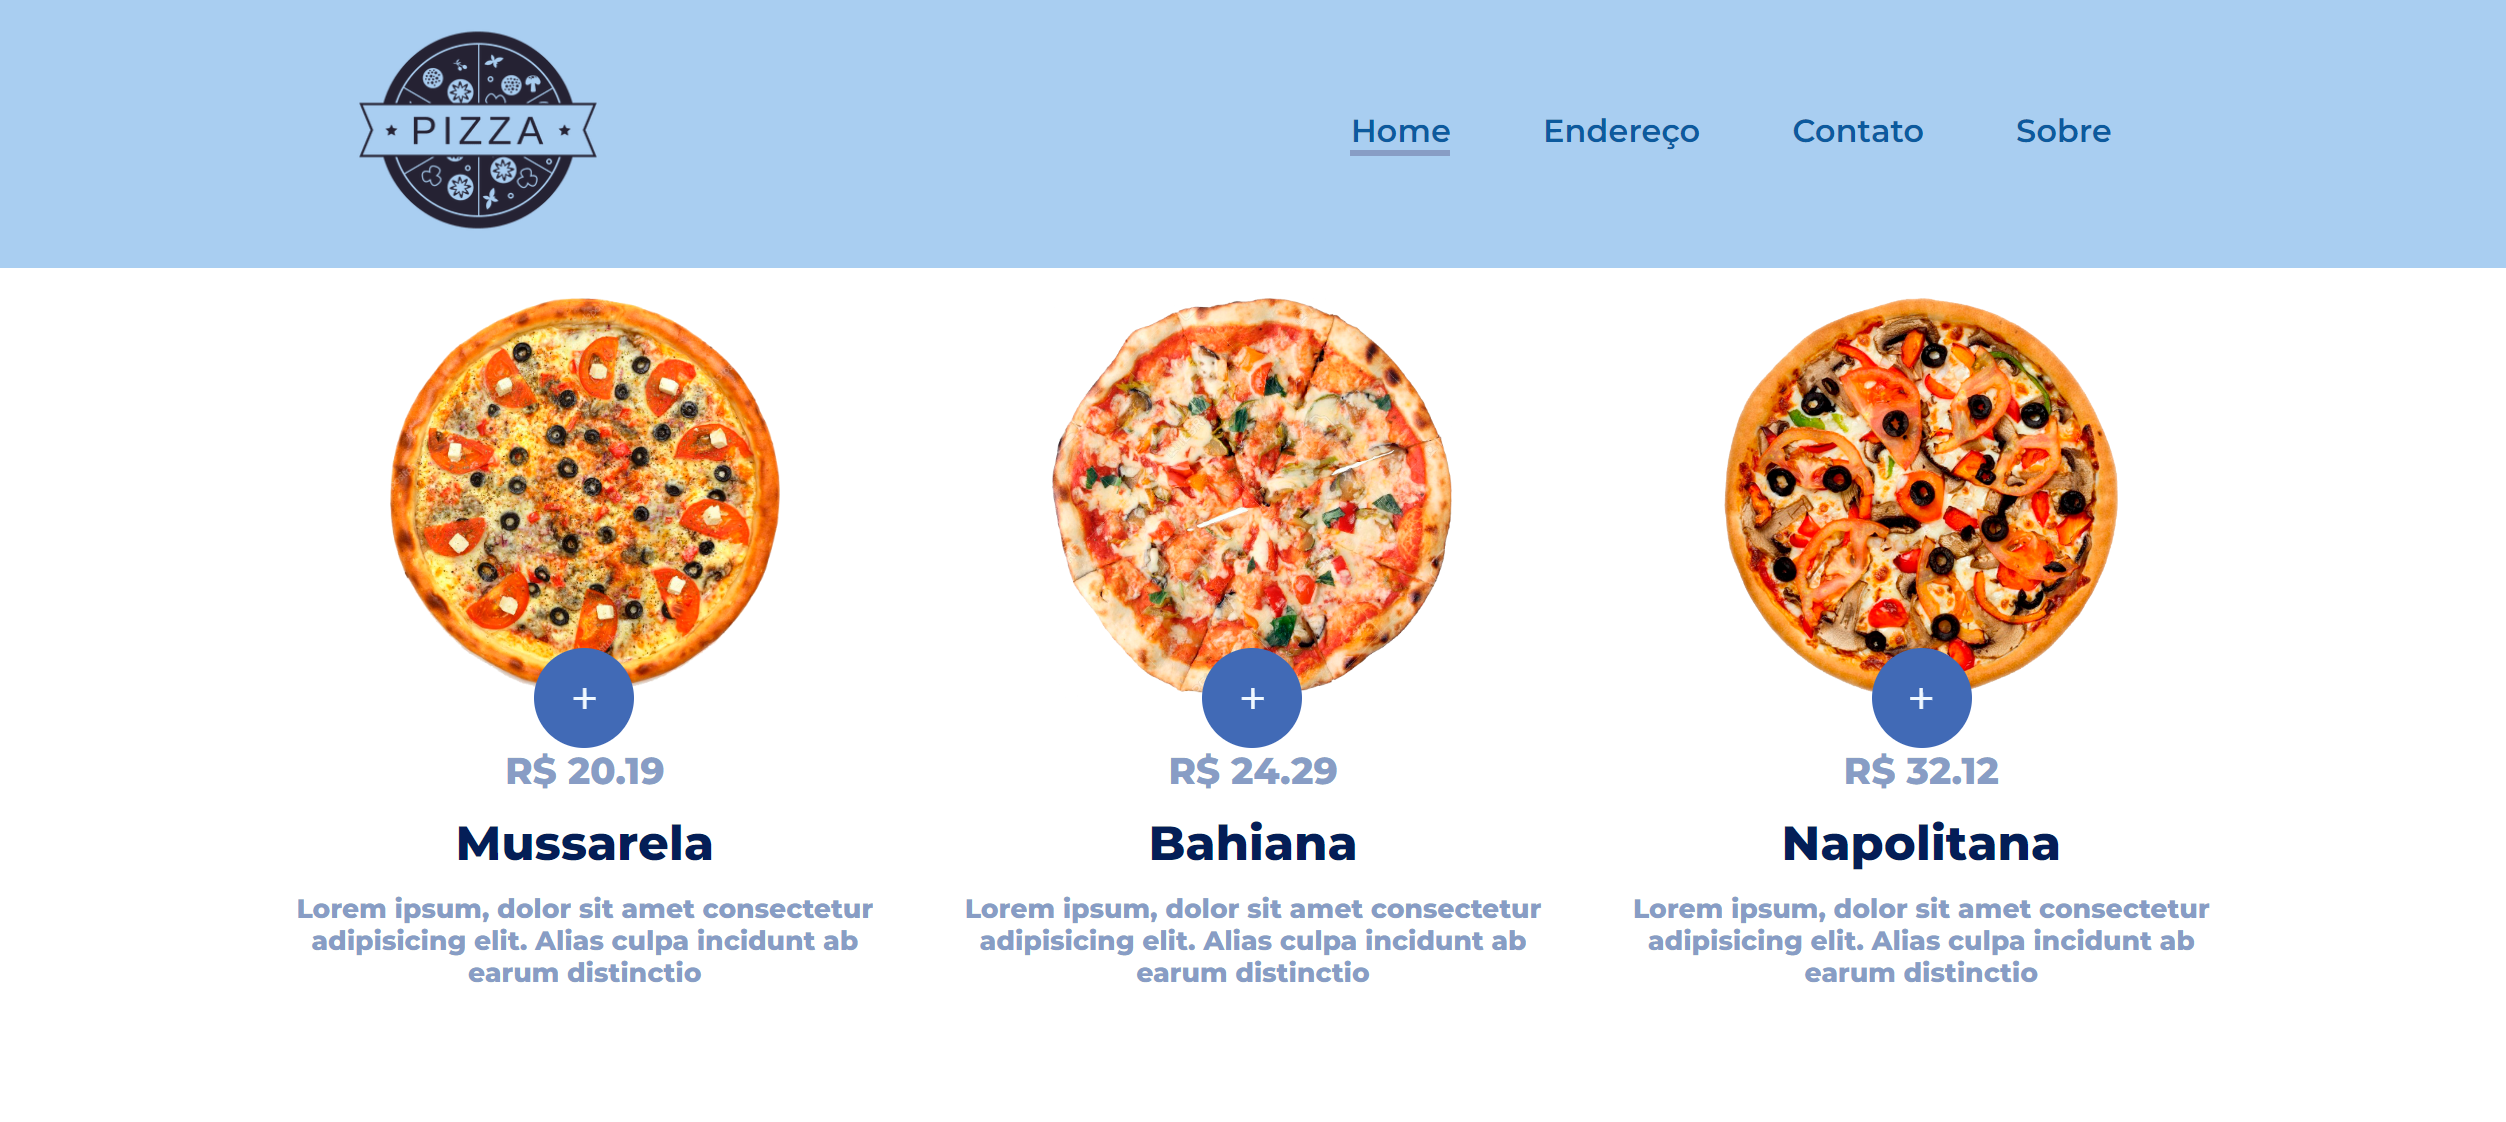 PIZZA
Home Endereço Contato Sobre
+ + +
R$ 20.19
Mussarela
Lorem ipsum, dolor sit amet consectetur
adipisicing elit. Alias culpa incidunt ab
earum distinctio
R$ 24.29
Bahiana
Lorem ipsum, dolor sit amet consectetur
adipisicing elit. Alias culpa incidunt ab
earum distinctio
R$ 32.12
Napolitana
Lorem ipsum, dolor sit amet consectetur
adipisicing elit. Alias culpa incidunt ab
earum distinctio